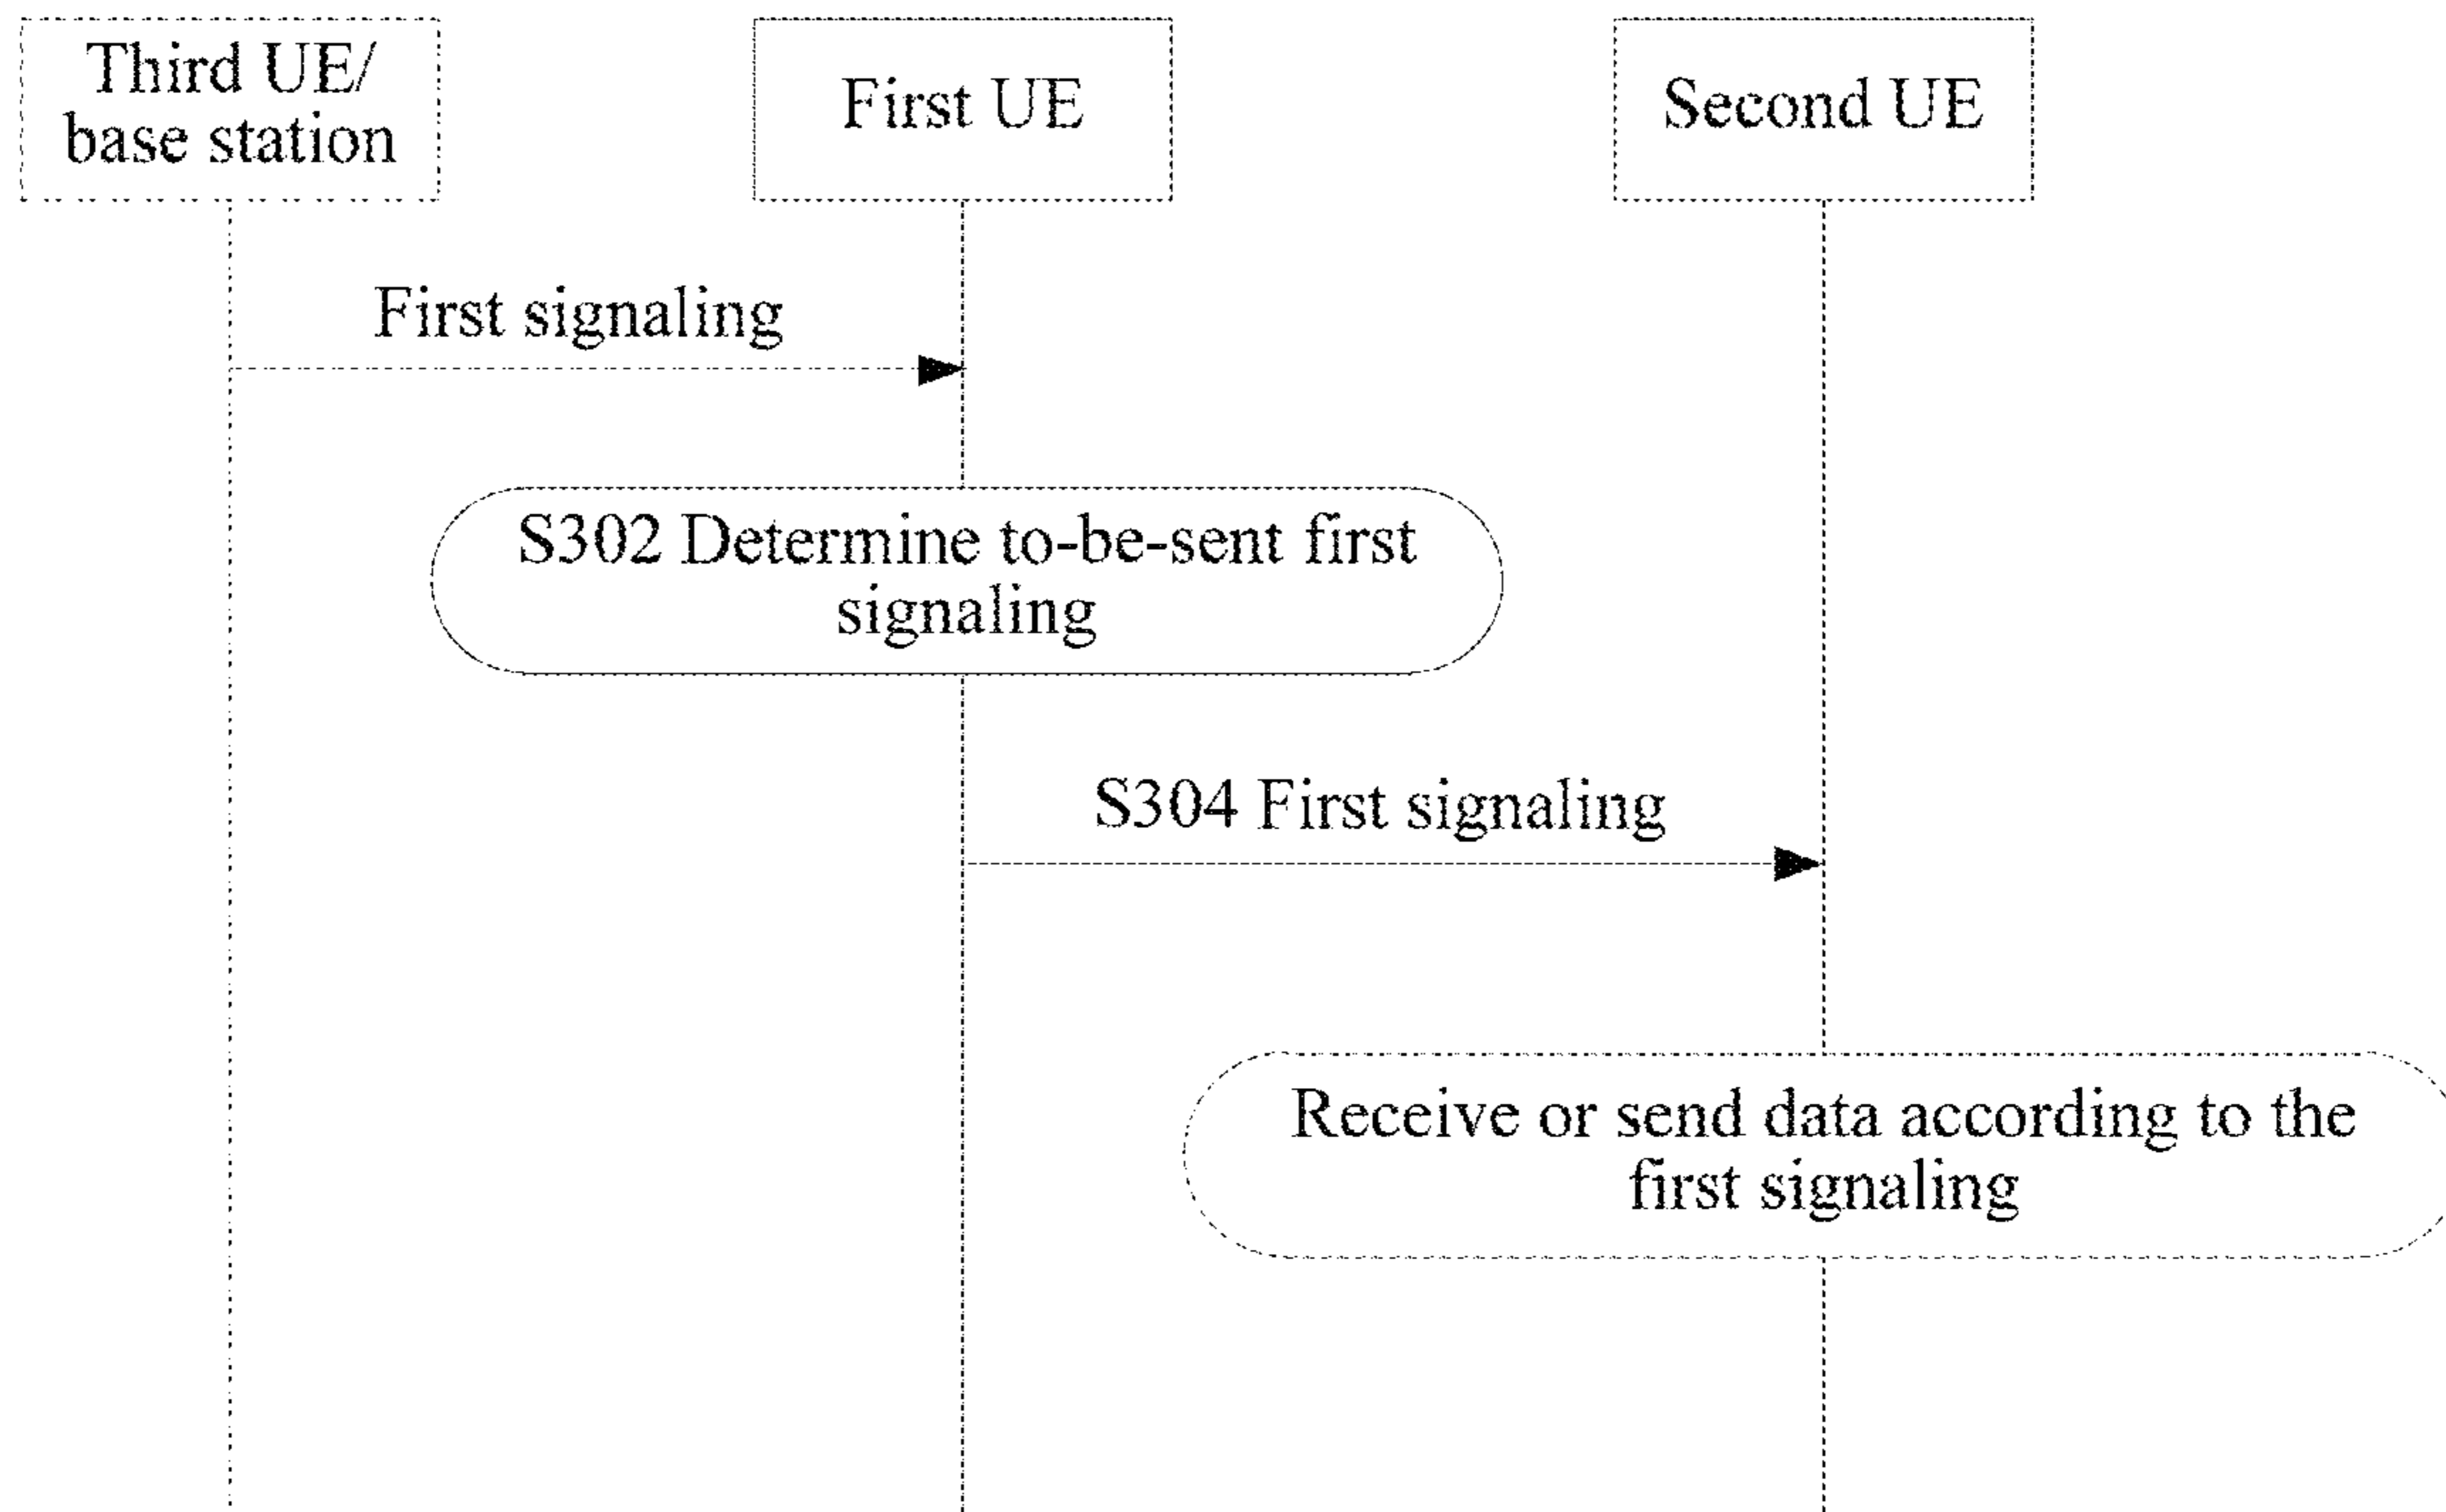 Third UE/
base station
First UE
Second UE
First signaling
S302 Determine to-be-sent first
signaling
S304 First signaling
Receive or send data according to the
first signaling